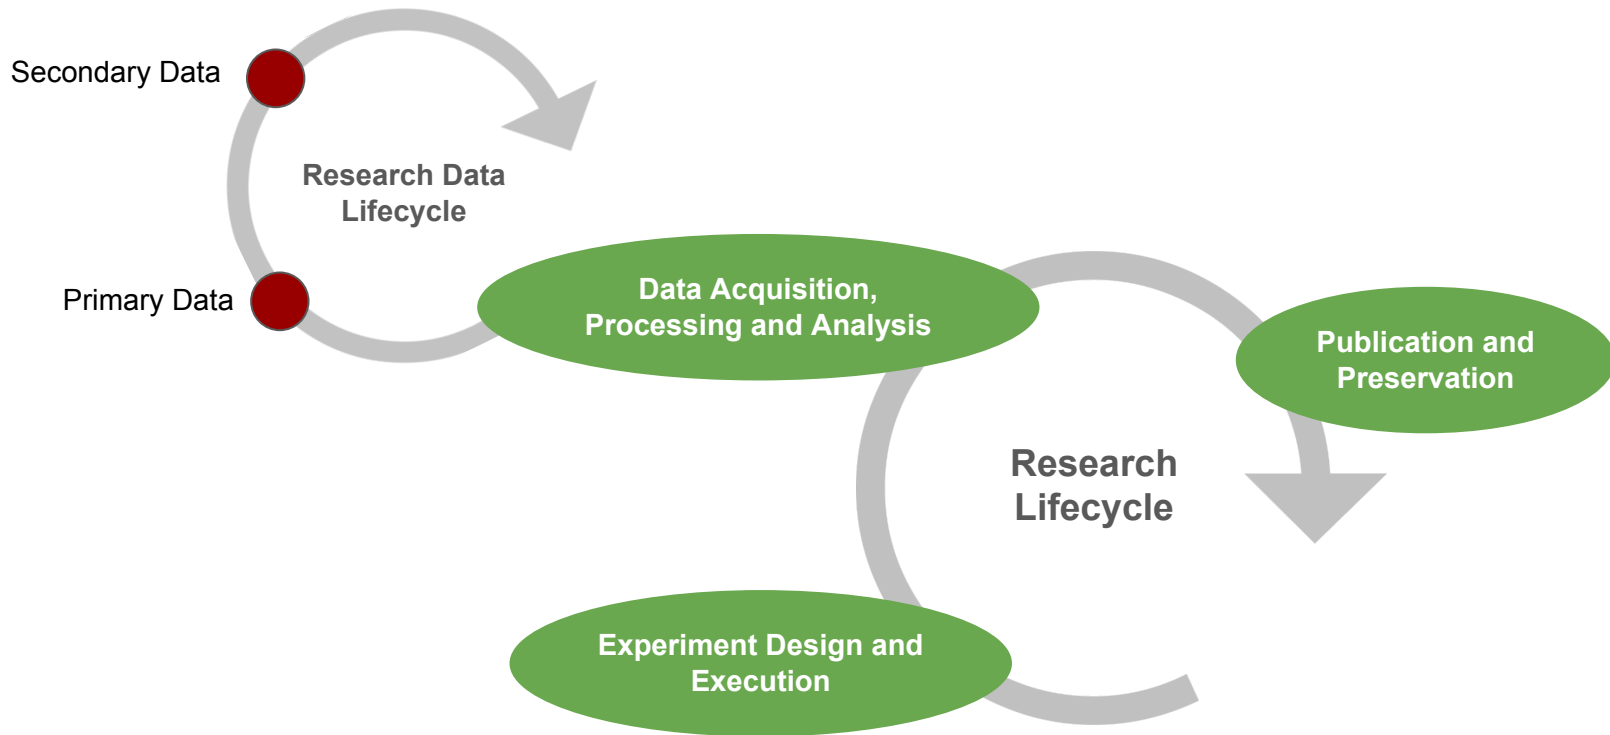 Secondary Data
Research Data
Lifecycle
Primary Data
Data Acquisition,
Processing and Analysis
Publication and
Preservation
Research
Lifecycle
Experiment Design and
Execution